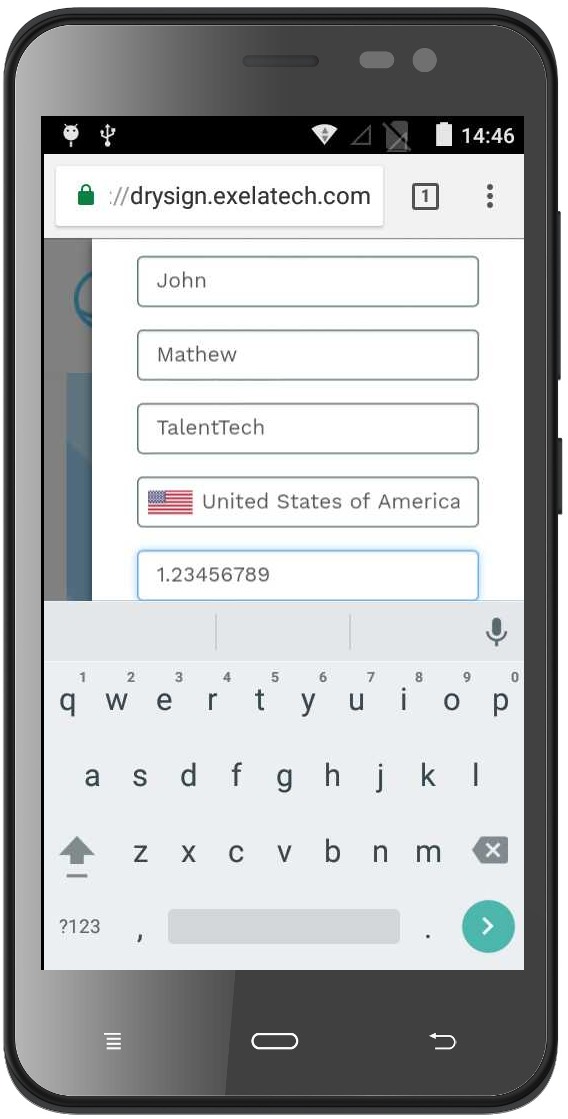 14:46
://drysign.exelatech.com
1
John
Mathew
TalentTech
United States of America
1.23456789
1 2 3 4 5 6 7 8 9 0
q w e r t y u i o p
a s d f g h j k l
z x c v b n m
?123 , .